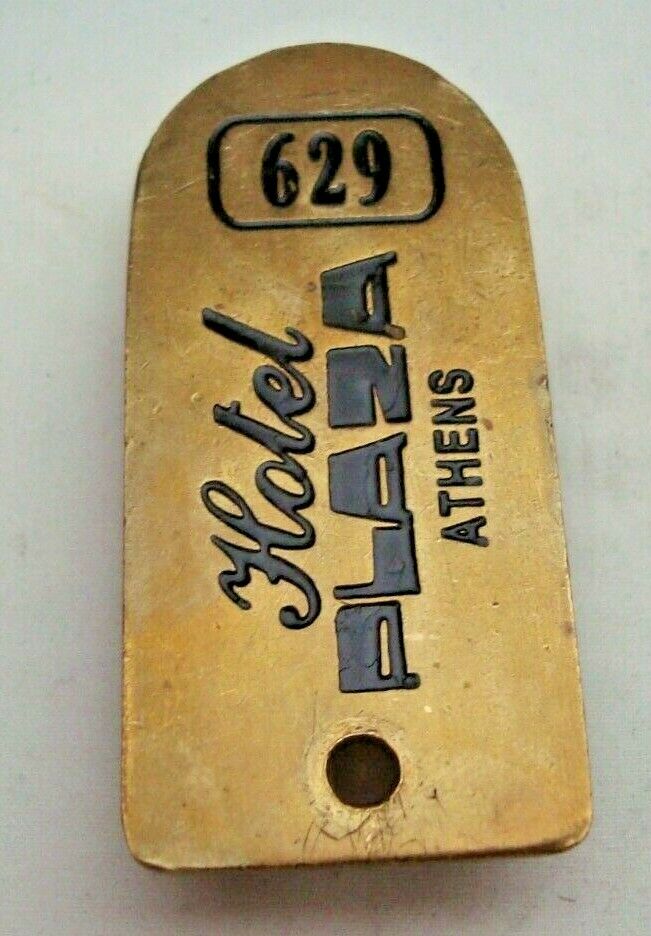 629
Hotel
PLAZA
ATHENS